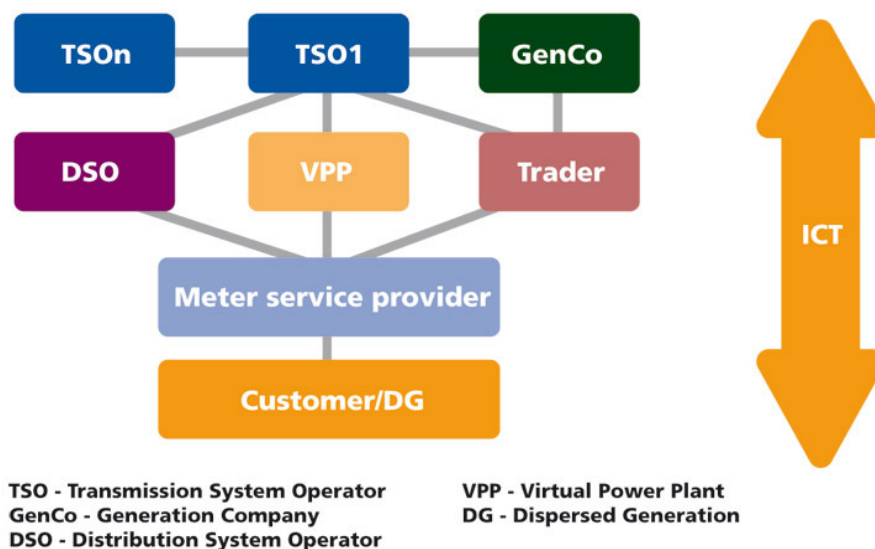 TSOn
TSO1
GenCo
DSO
VPP
Trader
ICT
Meter service provider
Customer/DG
TSO - Transmission System Operator
GenCo - Generation Company
DSO - Distribution System Operator
VPP - Virtual Power Plant
DG - Dispersed Generation